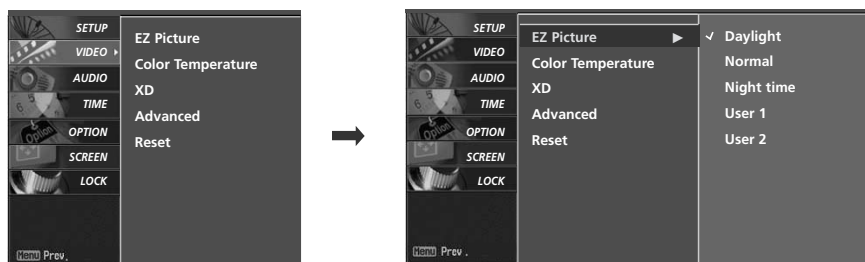 SETUP
VIDEO
AUDIO
TIME
OPTION
SCREEN
LOCK
Menu Prev.
EZ Picture
Color Temperature
XD
Advanced
Reset
SETUP
VIDEO
AUDIO
TIME
OPTION
SCREEN
LOCK
Menu Prev.
EZ Picture
Color Temperature
XD
Advanced
Reset
Daylight
Normal
Night time
User 1
User 2